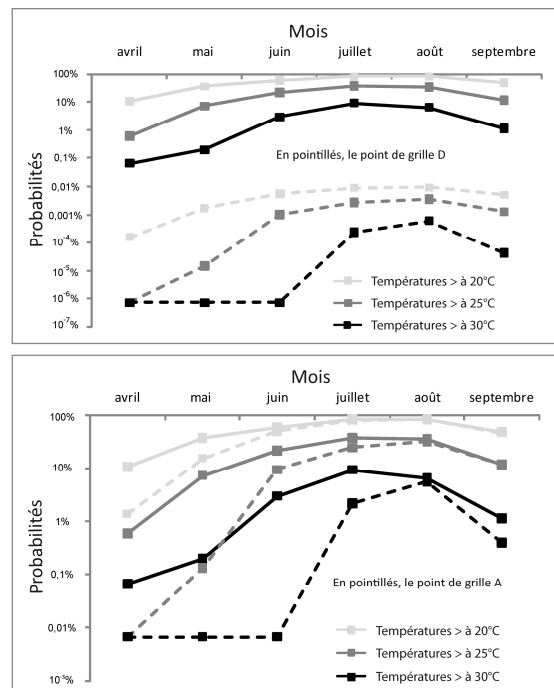 Mois
avril mai juin juillet août septembre
100%
10%
1%
0,1%
0,01%
0,001%
10⁻⁴%
10⁻⁵%
10⁻⁶%
10⁻⁷%
Probabilités
En pointillés, le point de grille D
Températures > à 20°C
Températures > à 25°C
Températures > à 30°C
Mois
avril mai juin juillet août septembre
100%
10%
1%
0,1%
0,01%
10⁻³%
Probabilités
En pointillés, le point de grille A
Températures > à 20°C
Températures > à 25°C
Températures > à 30°C